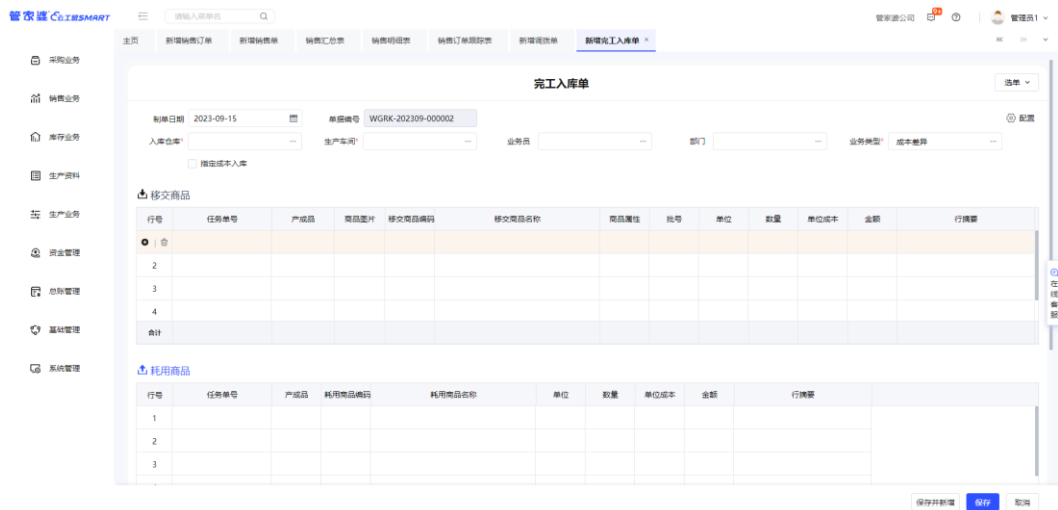 管家婆 工贸SMART 请输入菜单名 管家婆公司 9+ 管理员1
主页 新增销售订单 新增销售单 销售汇总表 销售明细表 销售订单跟踪表 新增调拨单 新增完工入库单 ×
采购业务
销售业务
库存业务
生产资料
生产业务
资金管理
总账管理
基础管理
系统管理
完工入库单 选单
制单日期 2023-09-15 单据编号 WGRK-202309-000002 配置
入库仓库* ... 生产车间* ... 业务员 ... 部门 ... 业务类型* 成本差异 ...
指定成本入库
移交商品
行号 任务单号 产成品 商品图片 移交商品编码 移交商品名称 商品属性 批号 单位 数量 单位成本 金额 行摘要
2
3
4
合计
耗用商品
行号 任务单号 产成品 耗用商品编码 耗用商品名称 单位 数量 单位成本 金额 行摘要
1
2
3
在线客服
保存并新增 保存 取消